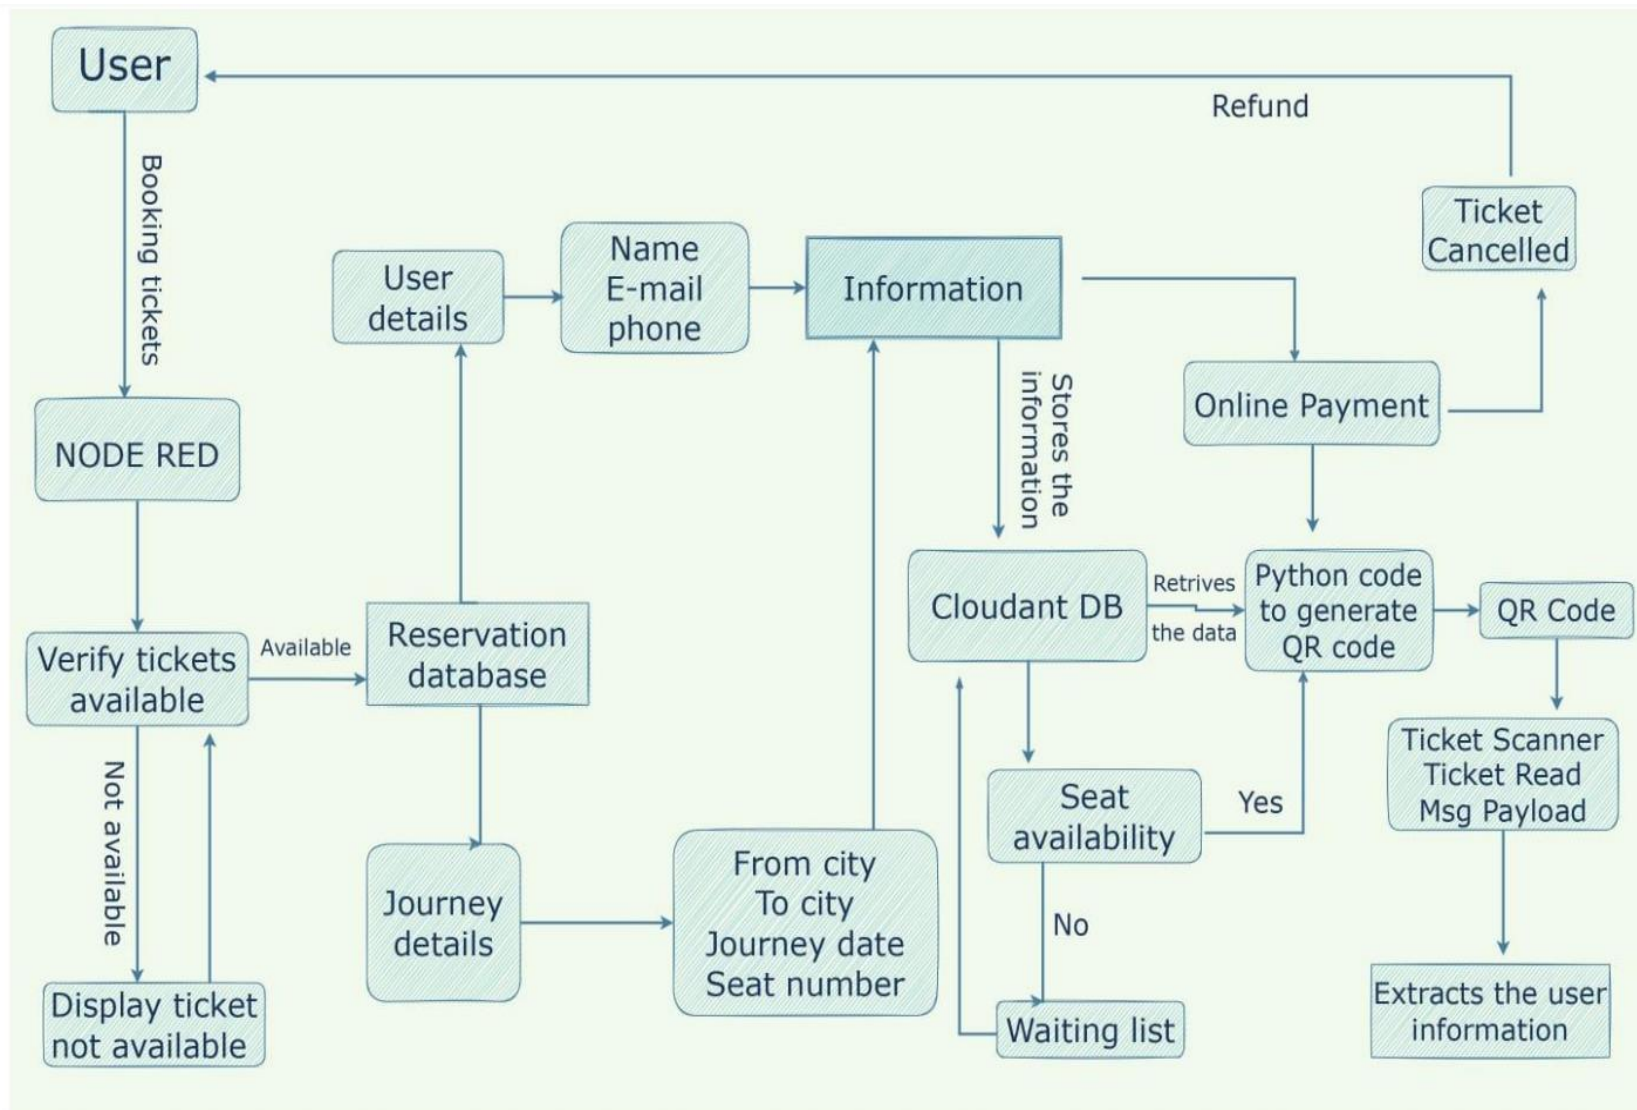 User
Refund
Booking tickets
Ticket
Cancelled
User
details
Name
E-mail
phone
Information
Online Payment
NODE RED
Stores the
information
Verify tickets
available
Available
Reservation
database
Cloudant DB
Retrives
the data
Python code
to generate
QR code
QR Code
Not available
Ticket Scanner
Ticket Read
Msg Payload
Seat
availability
Yes
Journey
details
From city
To city
Journey date
Seat number
No
Display ticket
not available
Waiting list
Extracts the user
information